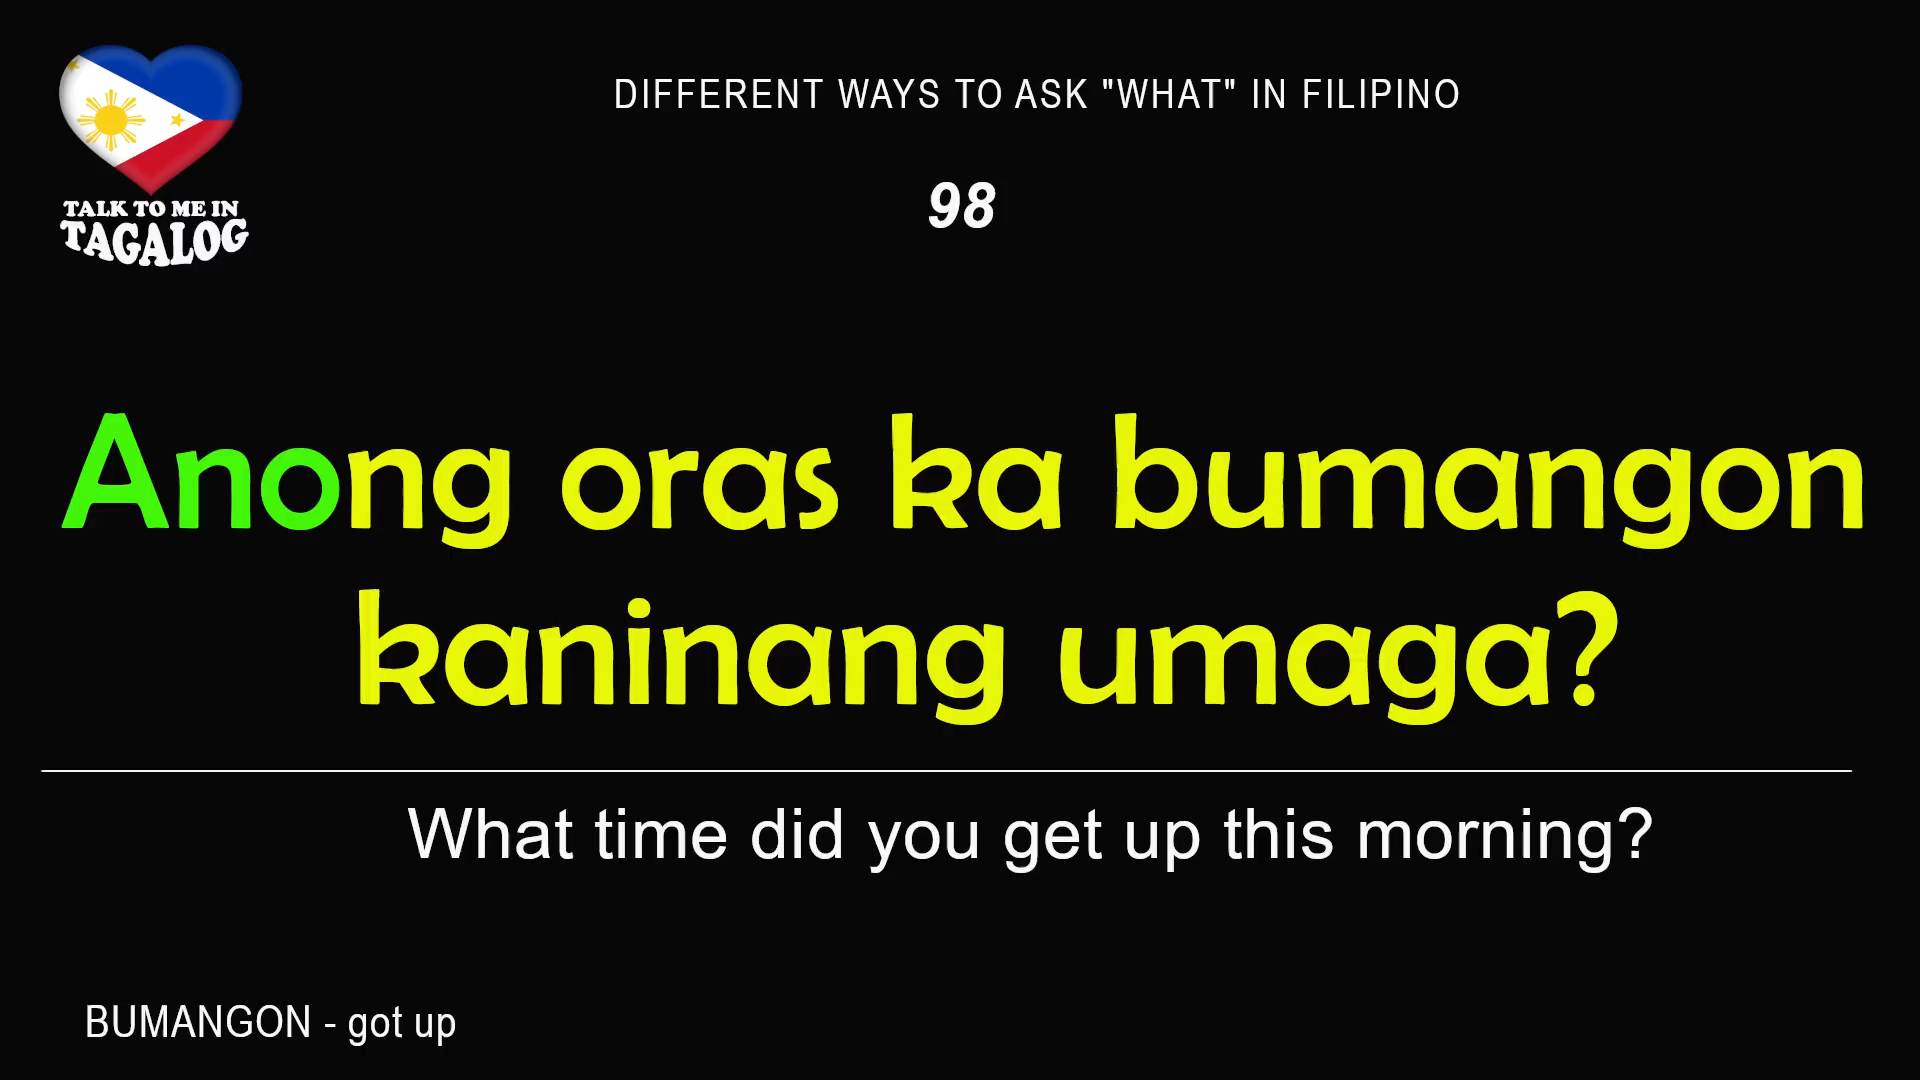 TALK TO ME IN
TAGALOG
DIFFERENT WAYS TO ASK "WHAT" IN FILIPINO
98
Anong oras ka bumangon
kaninang umaga?
What time did you get up this morning?
BUMANGON - got up